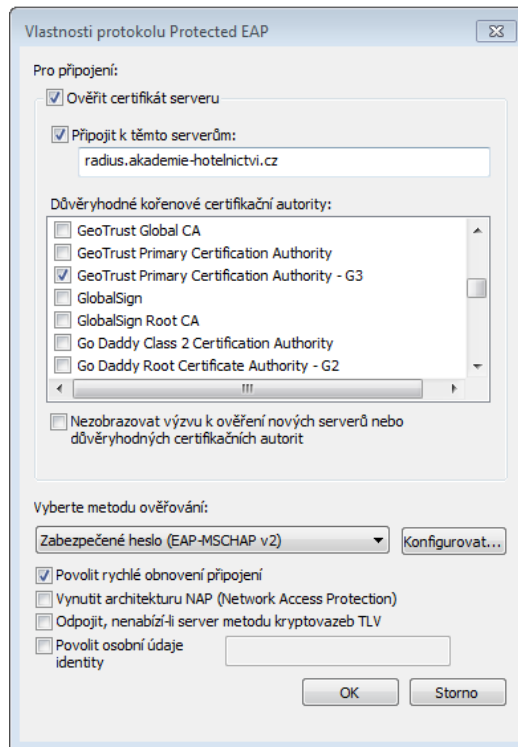 Vlastnosti protokolu Protected EAP
Pro připojení:
Ověřit certifikát serveru
Připojit k těmto serverům:
radius.akademie-hotelnictvi.cz
Důvěryhodné kořenové certifikační autority:
GeoTrust Global CA
GeoTrust Primary Certification Authority
GeoTrust Primary Certification Authority - G3
GlobalSign
GlobalSign Root CA
Go Daddy Class 2 Certification Authority
Go Daddy Root Certificate Authority - G2
Nezobrazovat výzvu k ověření nových serverů nebo
důvěryhodných certifikačních autorit
Vyberte metodu ověřování:
Zabezpečené heslo (EAP-MSCHAP v2)
Konfigurovat...
Povolit rychlé obnovení připojení
Vynutit architekturu NAP (Network Access Protection)
Odpojit, nenabízí-li server metodu kryptovazeb TLV
Povolit osobní údaje
identity
OK
Storno